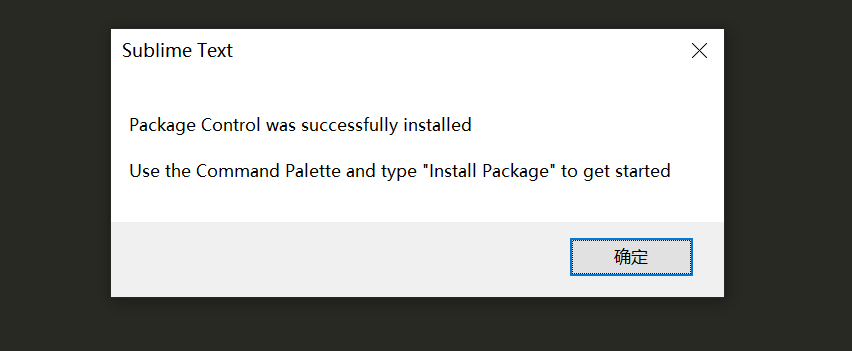 Sublime Text
Package Control was successfully installed
Use the Command Palette and type "Install Package" to get started
确定